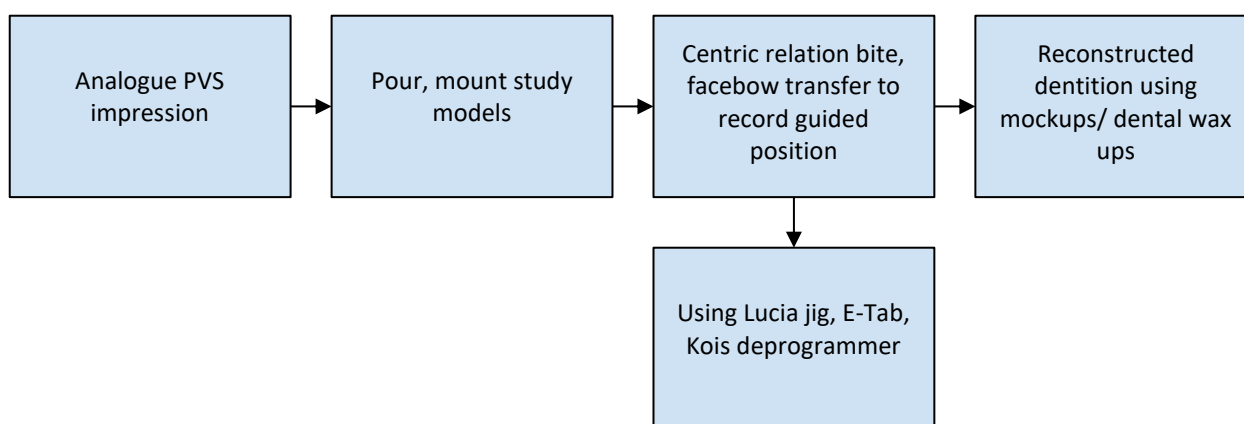 Analogue PVS
impression
Pour, mount study
models
Centric relation bite,
facebow transfer to
record guided
position
Reconstructed
dentition using
mockups/ dental wax
ups
Using Lucia jig, E-Tab,
Kois deprogrammer